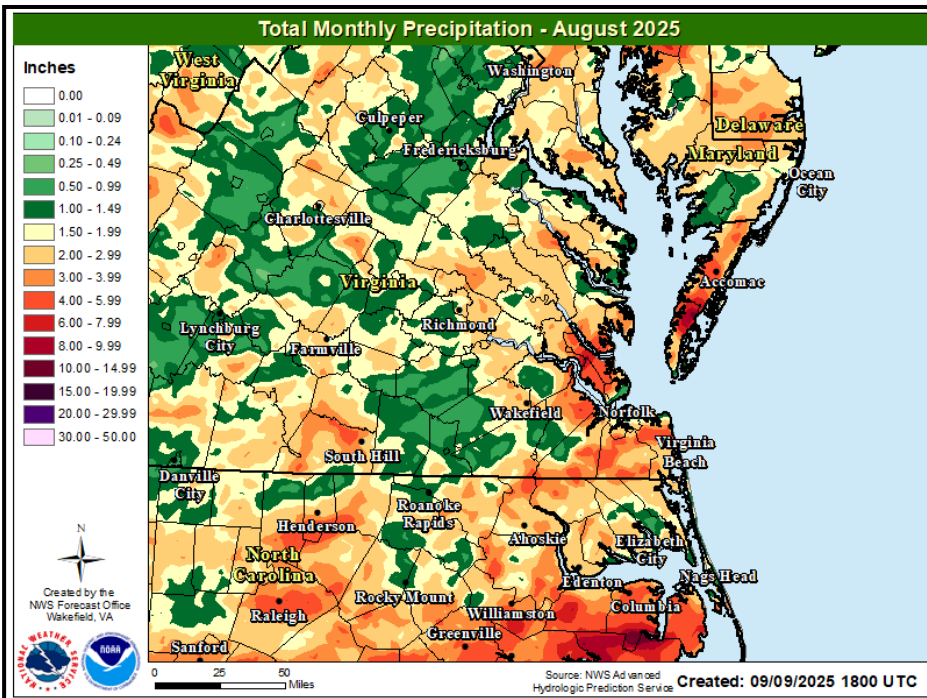 Total Monthly Precipitation - August 2025
Inches
0.00
0.01 - 0.09
0.10 - 0.24
0.25 - 0.49
0.50 - 0.99
1.00 - 1.49
1.50 - 1.99
2.00 - 2.99
3.00 - 3.99
4.00 - 5.99
6.00 - 7.99
8.00 - 9.99
10.00 - 14.99
15.00 - 19.99
20.00 - 29.99
30.00 - 50.00
West
Virginia
Washington
Culpeper
Fredericksburg
Delaware
Maryland
Ocean
City
Charlottesville
Virginia
Accomac
Richmond
Lynchburg
City
Farmville
Wakefield
Norfolk
Virginia
Beach
South Hill
Danville
City
Roanoke
Rapids
Henderson
Ahoskie
Elizabeth
City
North
Carolina
Edenton
Nags Head
Rocky Mount
Raleigh
Williamston
Columbia
Greenville
Sanford
N
Created by the
NWS Forecast Office
Wakefield, VA
NATIONAL WEATHER SERVICE
NOAA
0 25 50
Miles
Source: NWS Advanced
Hydrologic Prediction Service
Created: 09/09/2025 1800 UTC